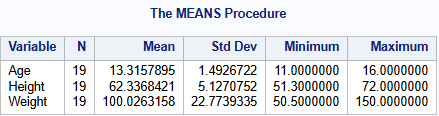 The MEANS Procedure
Variable N Mean Std Dev Minimum Maximum
Age 19 13.3157895 1.4926722 11.0000000 16.0000000
Height 19 62.3368421 5.1270752 51.3000000 72.0000000
Weight 19 100.0263158 22.7739335 50.5000000 150.0000000